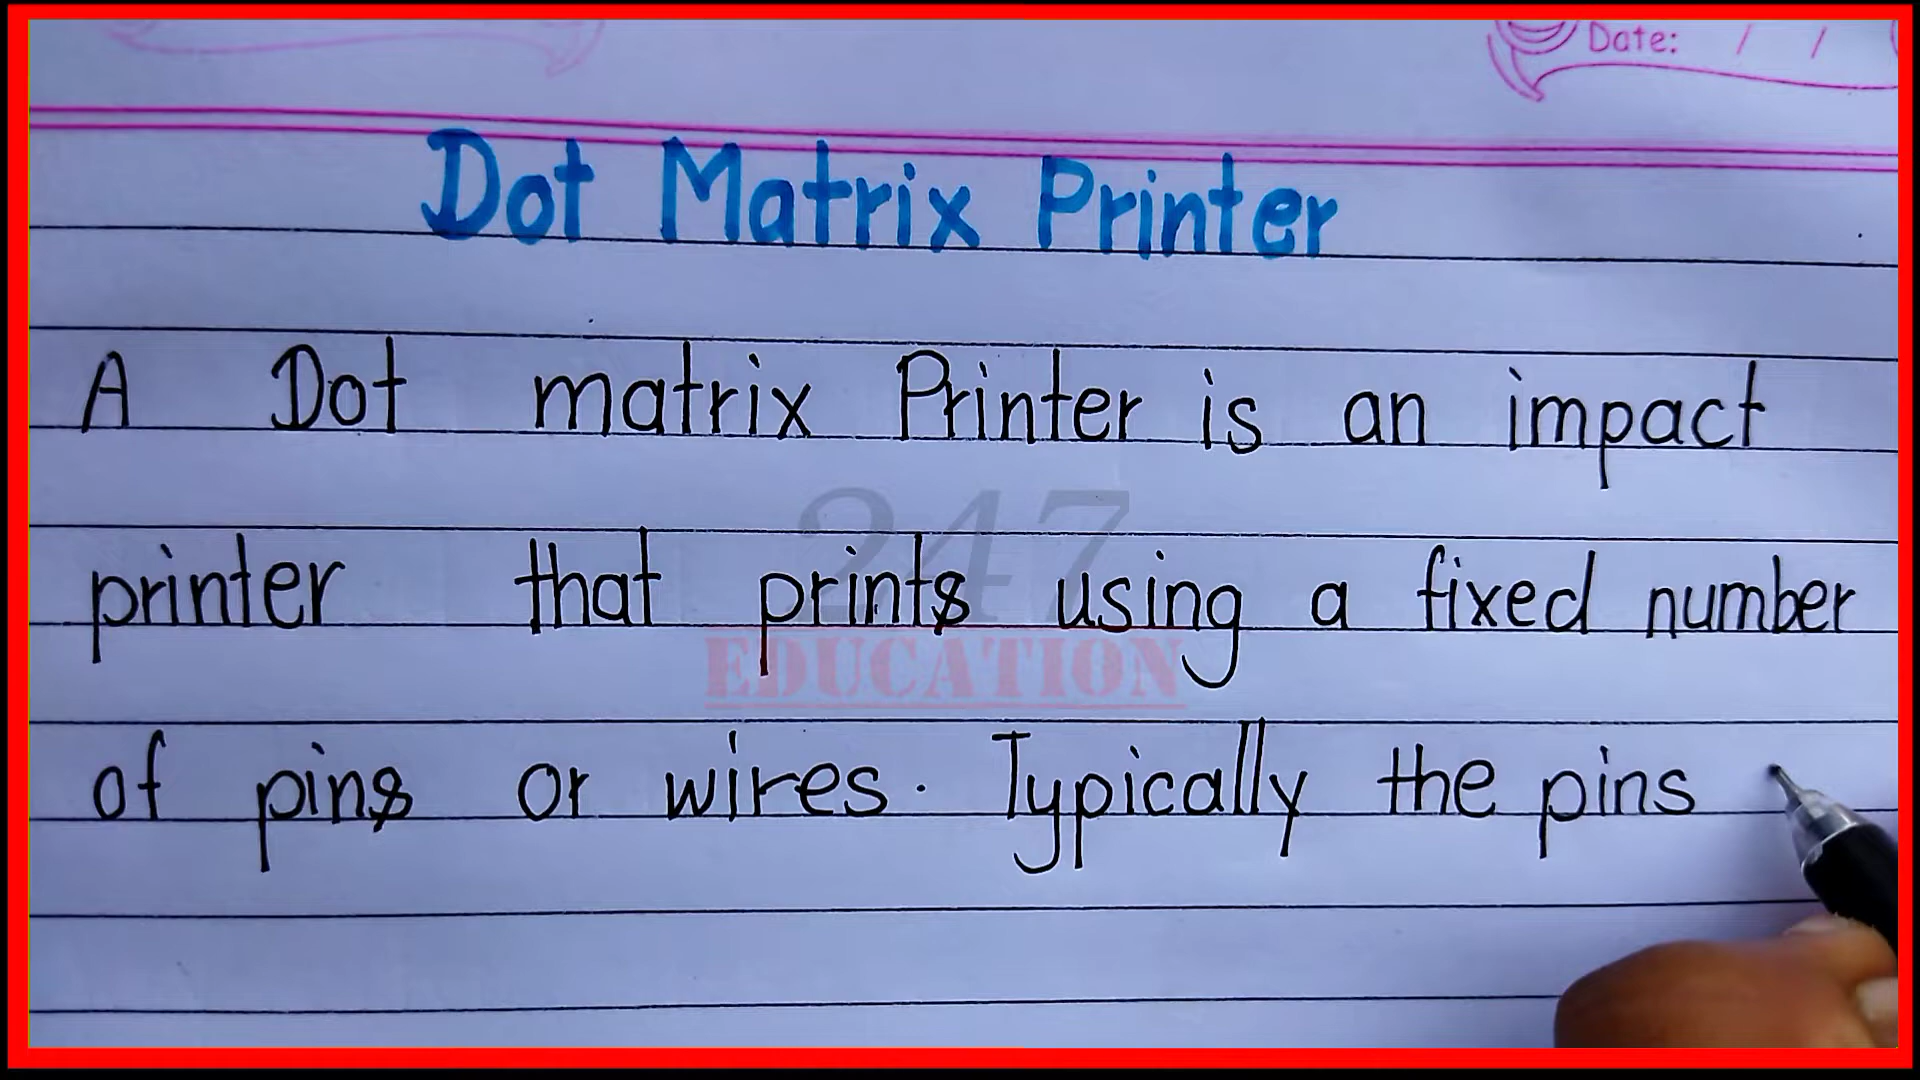 Date: / /
Dot Matrix Printer
A Dot matrix Printer is an impact
printer that prints using a fixed number
247
EDUCATION
of pins or wires. Typically the pins